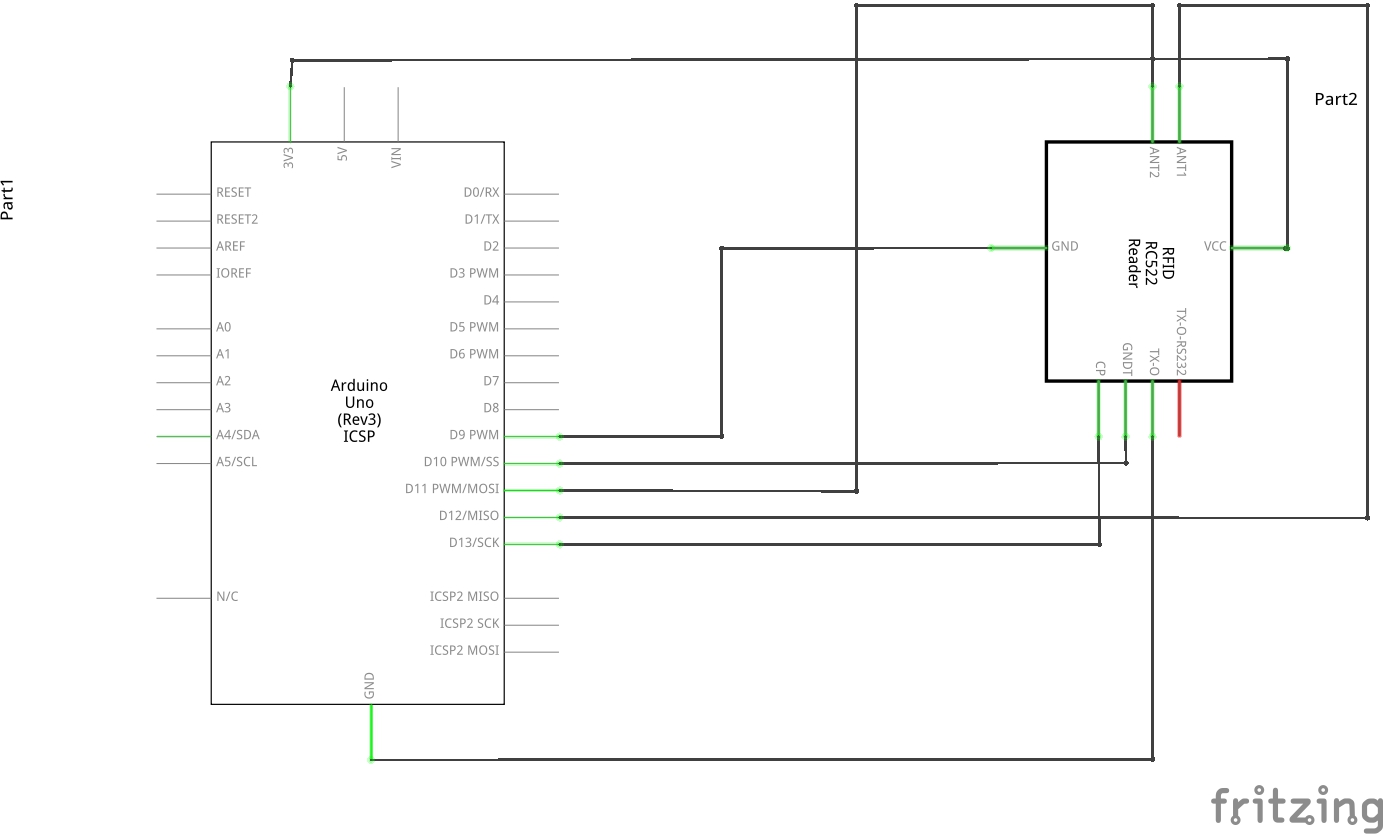 Part1
Part2
3V3
5V
VIN
RESET
RESET2
AREF
IOREF
A0
A1
A2
A3
A4/SDA
A5/SCL
N/C
Arduino
Uno
(Rev3)
ICSP
D0/RX
D1/TX
D2
D3 PWM
D4
D5 PWM
D6 PWM
D7
D8
D9 PWM
D10 PWM/SS
D11 PWM/MOSI
D12/MISO
D13/SCK
ICSP2 MISO
ICSP2 SCK
ICSP2 MOSI
GND
ANT2
ANT1
GND
VCC
RFID
RC522
Reader
CP
GNDT
TX-O
TX-O-RS232
fritzing